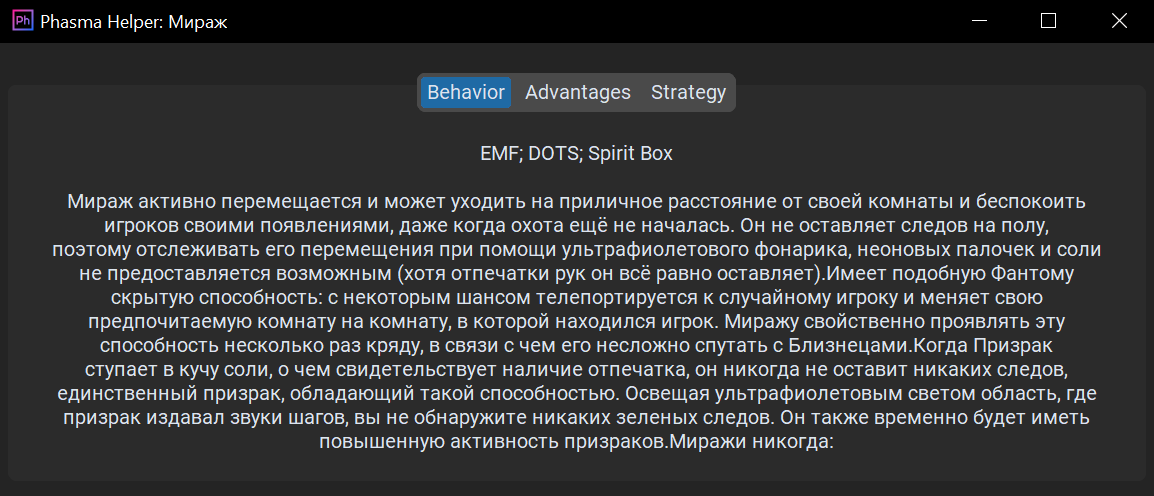 Ph Phasma Helper: Мираж
Behavior Advantages Strategy
EMF; DOTS; Spirit Box
Мираж активно перемещается и может уходить на приличное расстояние от своей комнаты и беспокоить
игроков своими появлениями, даже когда охота ещё не началась. Он не оставляет следов на полу,
поэтому отслеживать его перемещения при помощи ультрафиолетового фонарика, неоновых палочек и соли
не предоставляется возможным (хотя отпечатки рук он всё равно оставляет).Имеет подобную Фантому
скрытую способность: с некоторым шансом телепортируется к случайному игроку и меняет свою
предпочитаемую комнату на комнату, в которой находился игрок. Миражу свойственно проявлять эту
способность несколько раз кряду, в связи с чем его несложно спутать с Близнецами.Когда Призрак
ступает в кучу соли, о чем свидетельствует наличие отпечатка, он никогда не оставит никаких следов,
единственный призрак, обладающий такой способностью. Освещая ультрафиолетовым светом область, где
призрак издавал звуки шагов, вы не обнаружите никаких зеленых следов. Он также временно будет иметь
повышенную активность призраков.Миражи никогда: